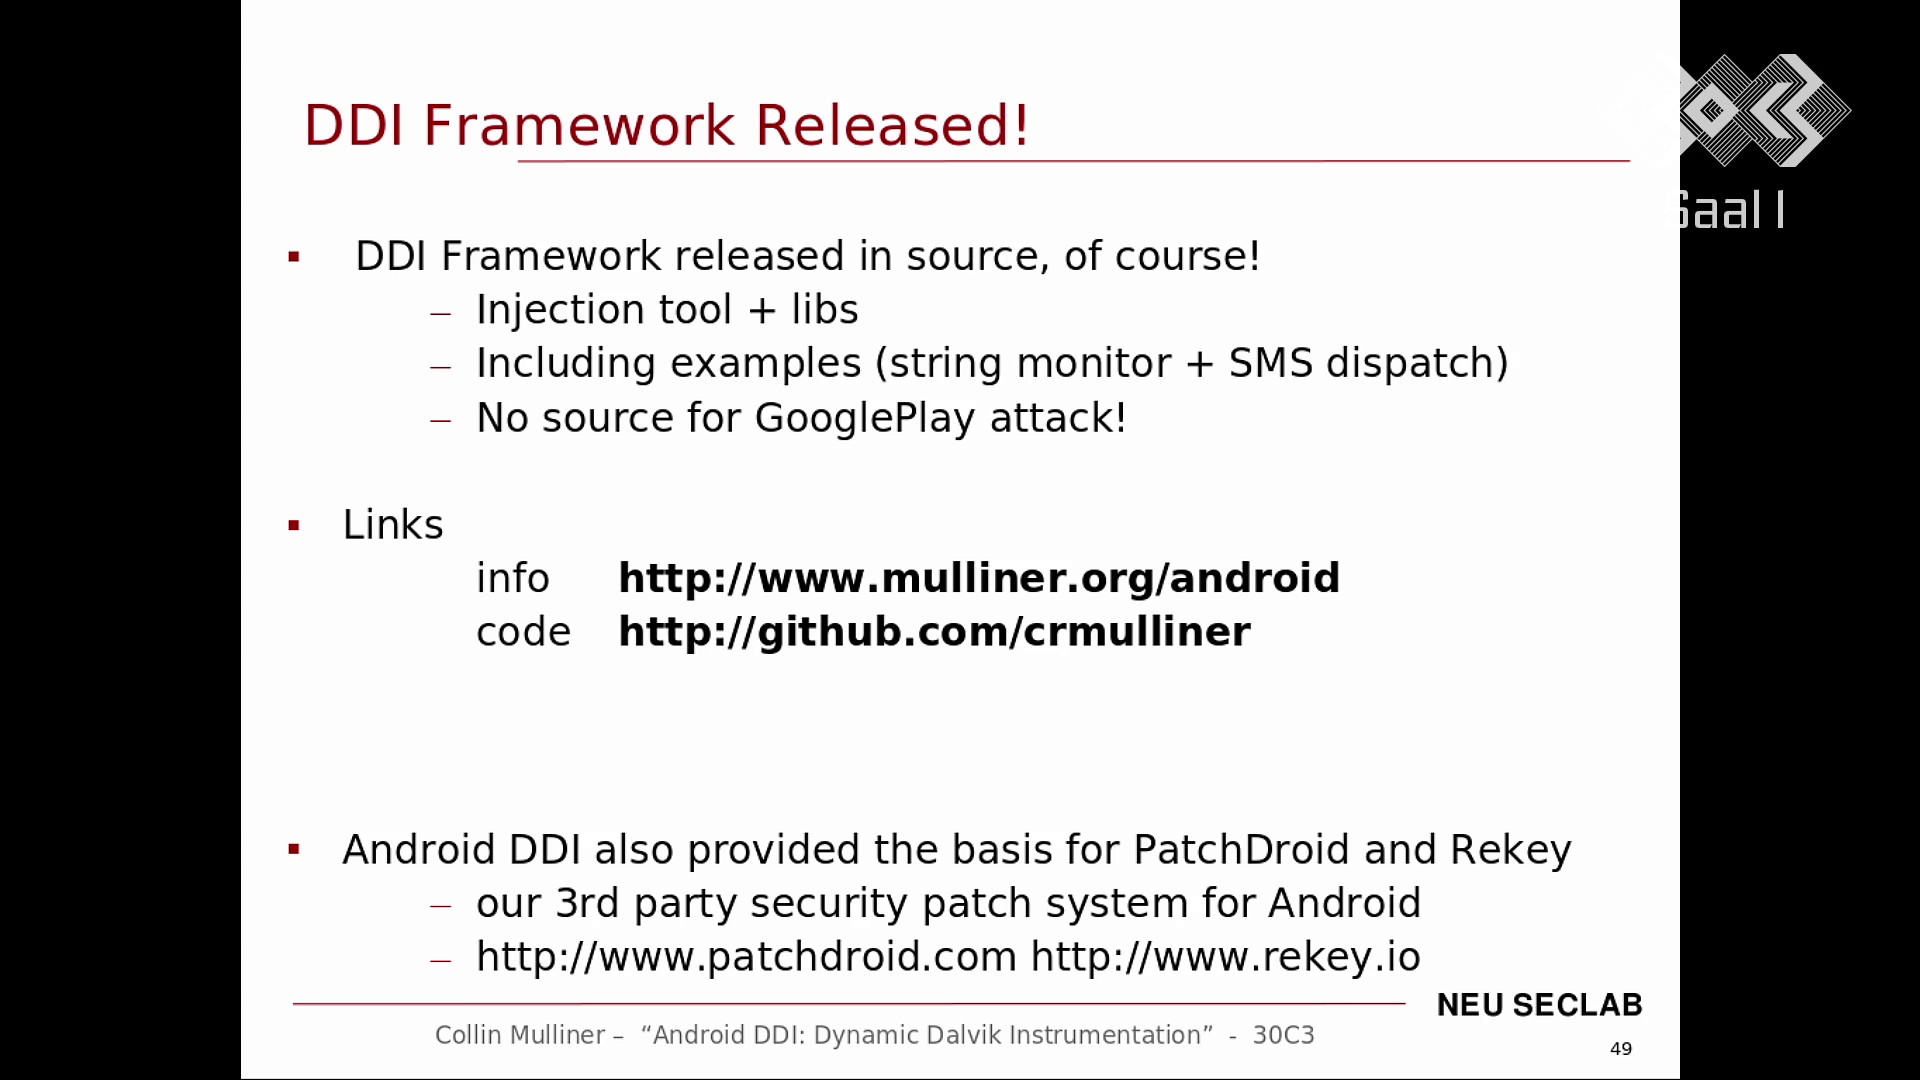 DDI Framework Released!
Saal 1
▪ DDI Framework released in source, of course!
– Injection tool + libs
– Including examples (string monitor + SMS dispatch)
– No source for GooglePlay attack!
▪ Links
info http://www.mulliner.org/android
code http://github.com/crmulliner
▪ Android DDI also provided the basis for PatchDroid and Rekey
– our 3rd party security patch system for Android
– http://www.patchdroid.com http://www.rekey.io
NEU SECLAB
Collin Mulliner – “Android DDI: Dynamic Dalvik Instrumentation” - 30C3
49